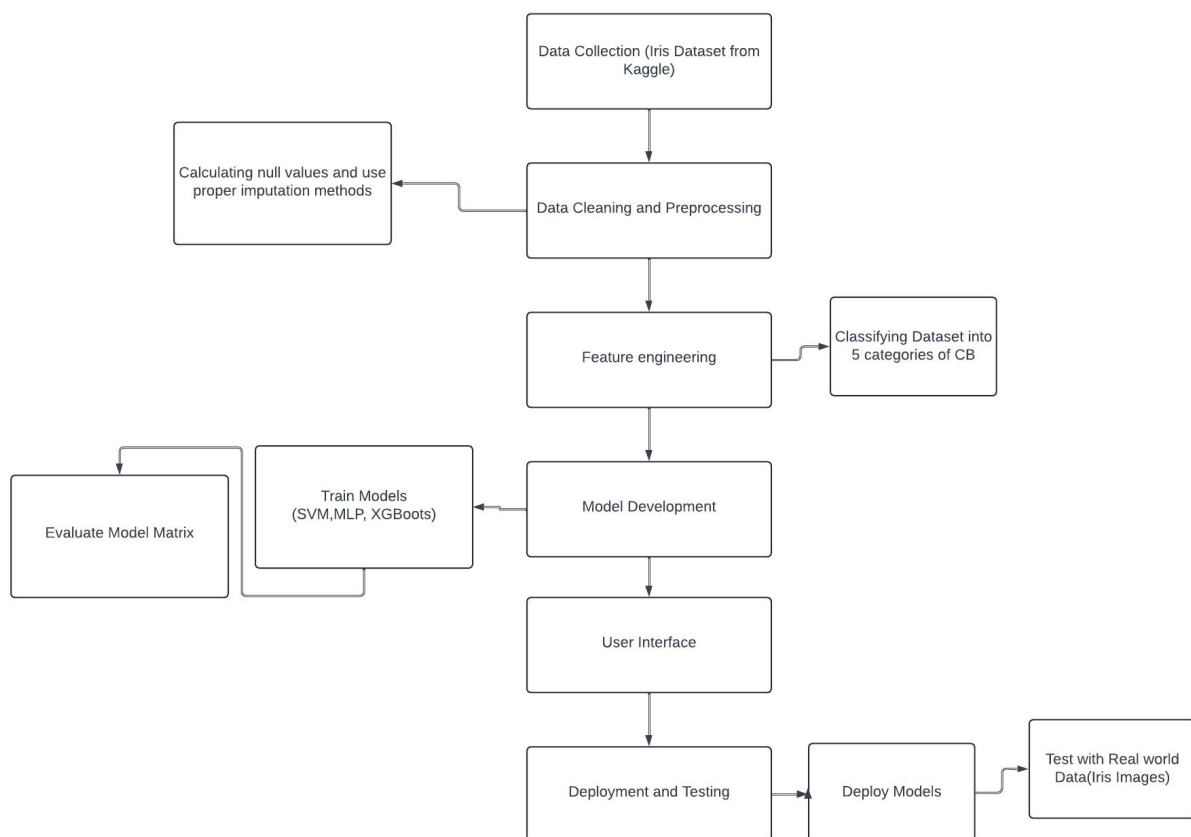 Data Collection (Iris Dataset from
Kaggle)
Calculating null values and use
proper imputation methods
Data Cleaning and Preprocessing
Feature engineering
Classifying Dataset into
5 categories of CB
Model Development
Train Models
(SVM,MLP, XGBoots)
Evaluate Model Matrix
User Interface
Deployment and Testing
Deploy Models
Test with Real world
Data(Iris Images)